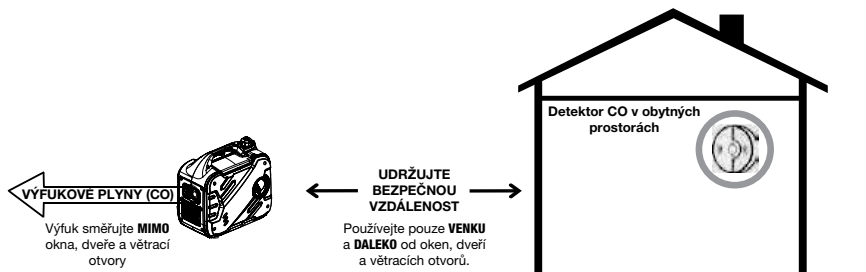 VÝFUKOVÉ PLYNY (CO)
Výfuk směřujte MIMO
okna, dveře a větrací
otvory
UDRŽUJTE
BEZPEČNOU
VZDÁLENOST
Používejte pouze VENKU
a DALEKO od oken, dveří
a větracích otvorů.
Detektor CO v obytných
prostorách